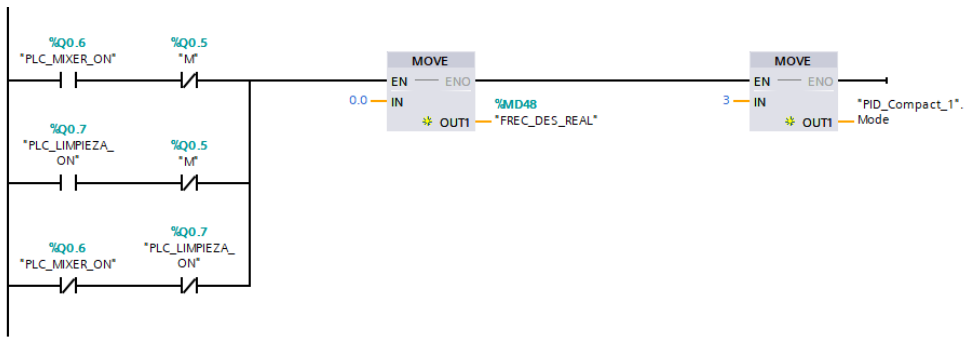 %Q0.6
"PLC_MIXER_ON"
%Q0.5
"M"
MOVE
EN
ENO
0.0
IN
OUT1
%MD48
"FREC_DES_REAL"
MOVE
EN
ENO
3
IN
OUT1
"PID_Compact_1".
Mode
%Q0.7
"PLC_LIMPIEZA_
ON"
%Q0.5
"M"
%Q0.6
"PLC_MIXER_ON"
%Q0.7
"PLC_LIMPIEZA_
ON"